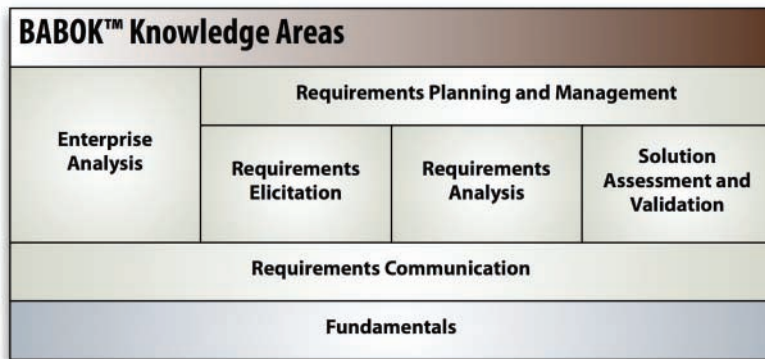 BABOK™ Knowledge Areas
Requirements Planning and Management
Enterprise
Analysis
Requirements
Elicitation
Requirements
Analysis
Solution
Assessment and
Validation
Requirements Communication
Fundamentals